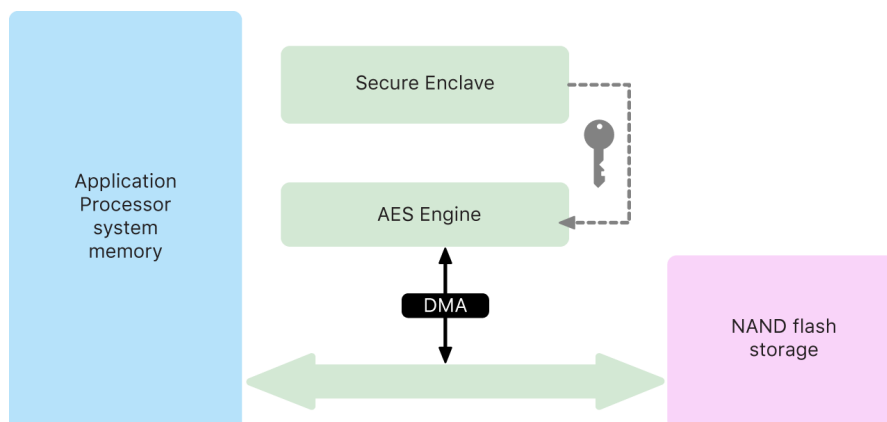 Application
Processor
system
memory
Secure Enclave
AES Engine
DMA
NAND flash
storage